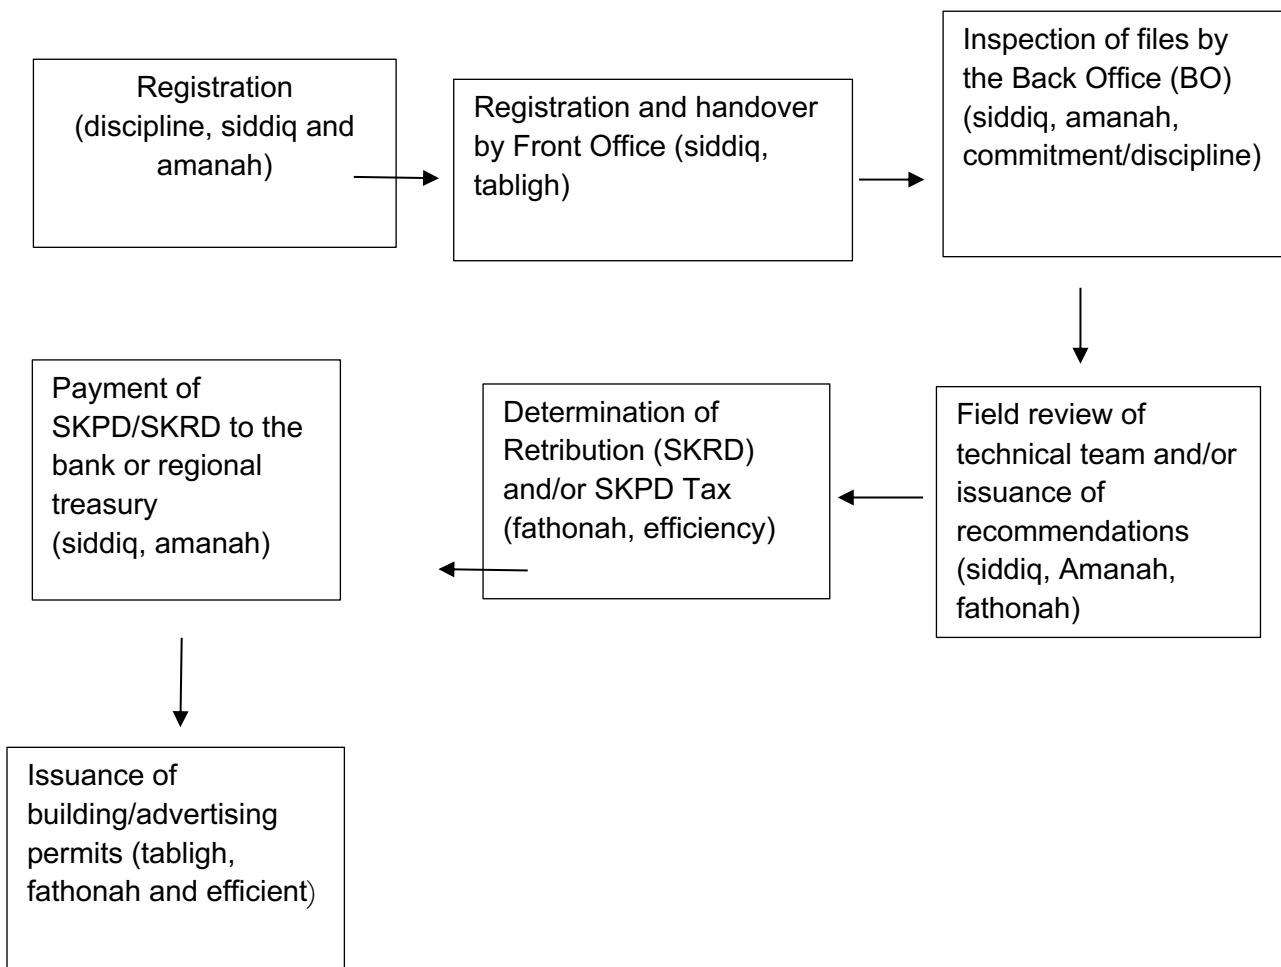 Registration
(discipline, siddiq and
amanah)
Registration and handover
by Front Office (siddiq,
tabligh)
Inspection of files by
the Back Office (BO)
(siddiq, amanah,
commitment/discipline)
Field review of
technical team and/or
issuance of
recommendations
(siddiq, Amanah,
fathonah)
Determination of
Retribution (SKRD)
and/or SKPD Tax
(fathonah, efficiency)
Payment of
SKPD/SKRD to the
bank or regional
treasury
(siddiq, amanah)
Issuance of
building/advertising
permits (tabligh,
fathonah and efficient)